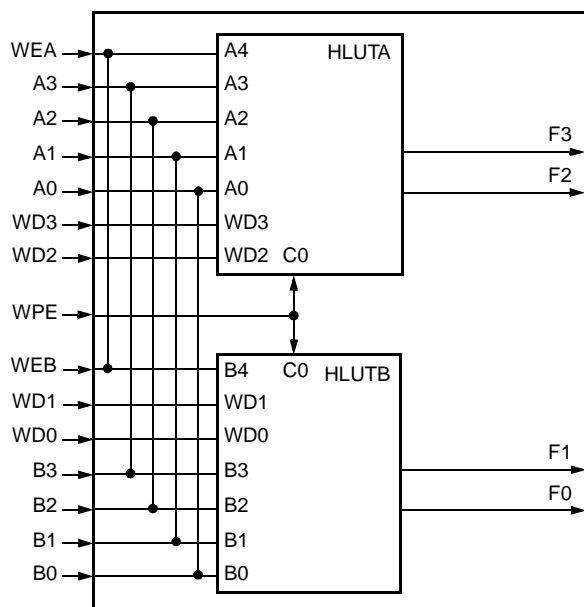 WEA A4 HLUTA
A3 A3
A2 A2
A1 A1 F3
A0 A0 F2
WD3 WD3
WD2 WD2 C0
WPE
WEB B4 C0 HLUTB
WD1 WD1
WD0 WD0
B3 B3 F1
B2 B2 F0
B1 B1
B0 B0